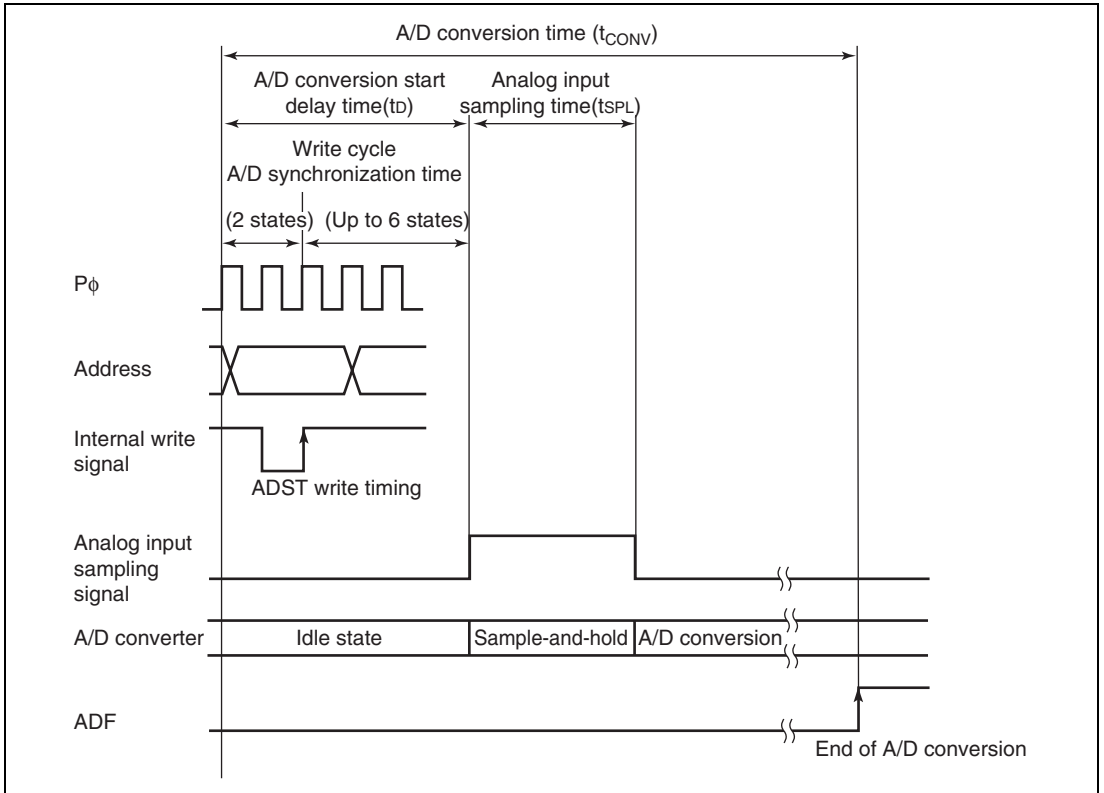 A/D conversion time (tCONV)
A/D conversion start
delay time(tD)
Analog input
sampling time(tSPL)
Write cycle
A/D synchronization time
(2 states) (Up to 6 states)
Pϕ
Address
Internal write
signal
ADST write timing
Analog input
sampling
signal
A/D converter
Idle state
Sample-and-hold
A/D conversion
ADF
End of A/D conversion